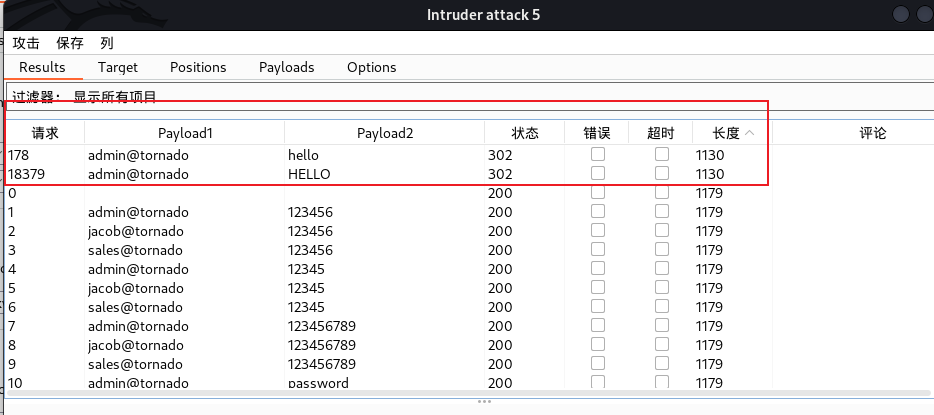 Intruder attack 5
攻击 保存 列
Results Target Positions Payloads Options
过滤器： 显示所有项目
请求 Payload1 Payload2 状态 错误 超时 长度 评论
178 admin@tornado hello 302 1130
18379 admin@tornado HELLO 302 1130
0 200 1179
1 admin@tornado 123456 200 1179
2 jacob@tornado 123456 200 1179
3 sales@tornado 123456 200 1179
4 admin@tornado 12345 200 1179
5 jacob@tornado 12345 200 1179
6 sales@tornado 12345 200 1179
7 admin@tornado 123456789 200 1179
8 jacob@tornado 123456789 200 1179
9 sales@tornado 123456789 200 1179
10 admin@tornado password 200 1179